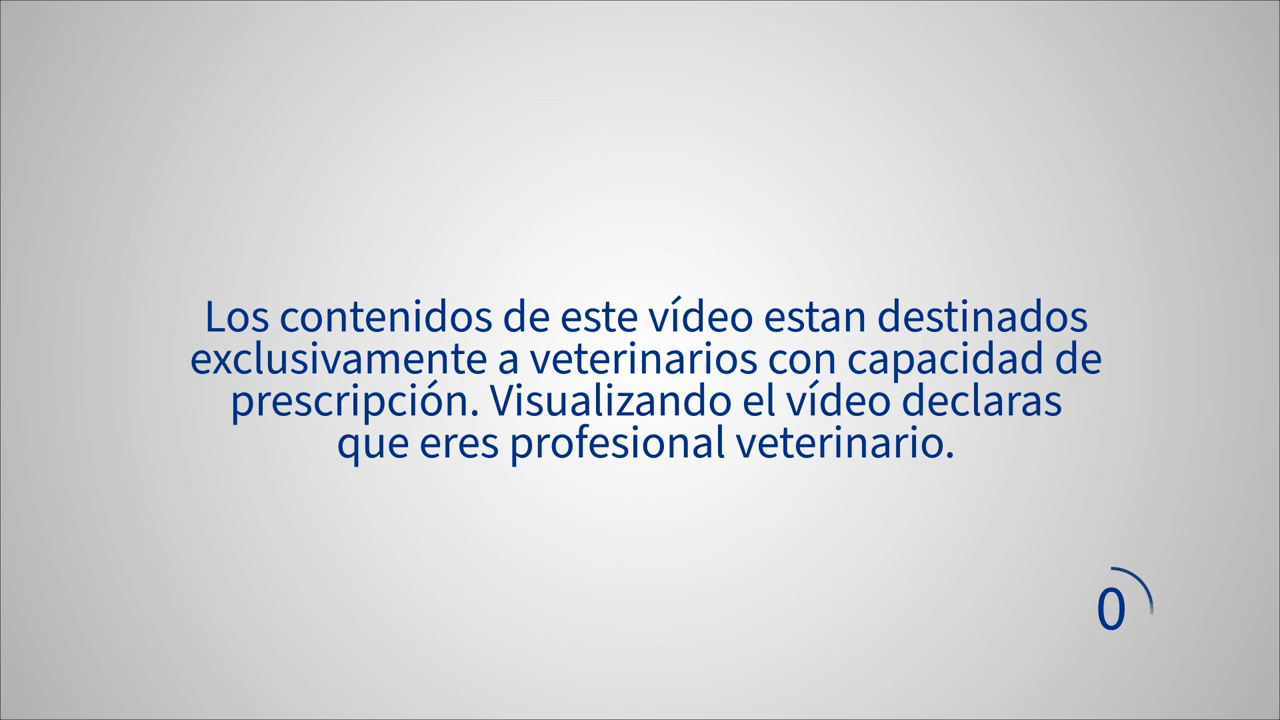 Los contenidos de este vídeo estan destinados
exclusivamente a veterinarios con capacidad de
prescripción. Visualizando el vídeo declaras
que eres profesional veterinario.
0